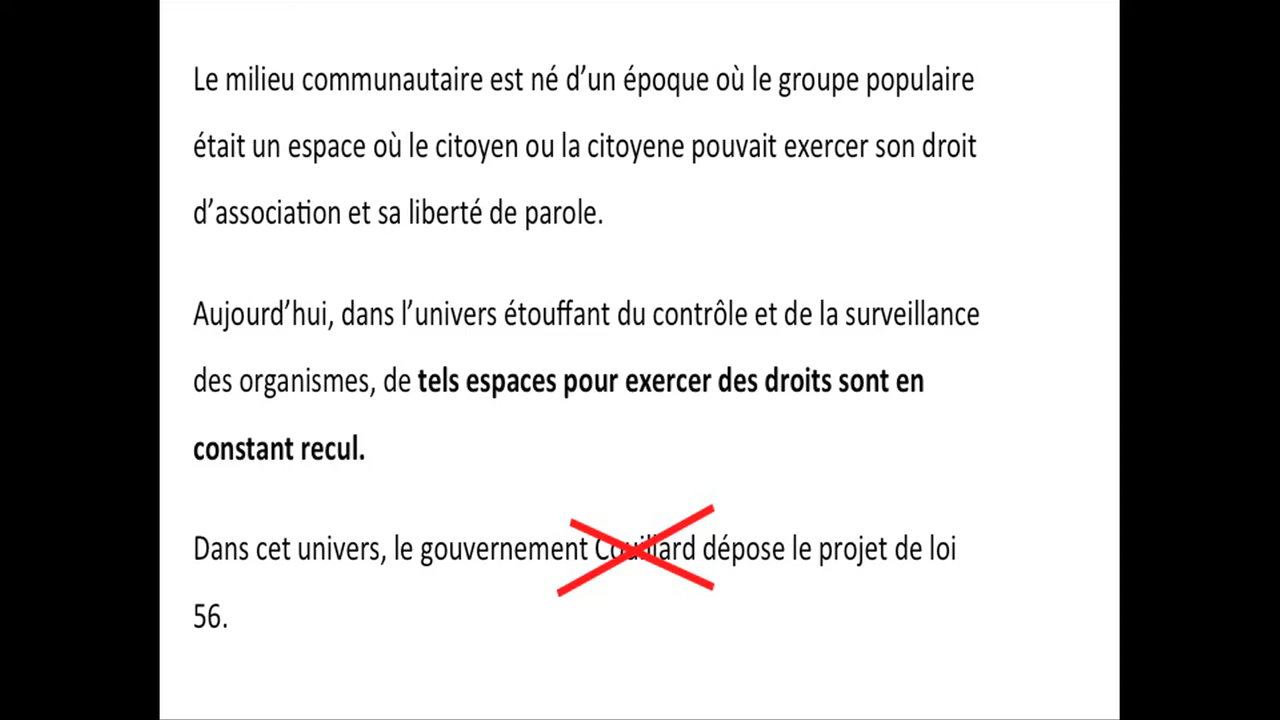 Le milieu communautaire est né d’un époque où le groupe populaire
était un espace où le citoyen ou la citoyene pouvait exercer son droit
d’association et sa liberté de parole.
Aujourd’hui, dans l’univers étouffant du contrôle et de la surveillance
des organismes, de tels espaces pour exercer des droits sont en
constant recul.
Dans cet univers, le gouvernement Couillard dépose le projet de loi
56.